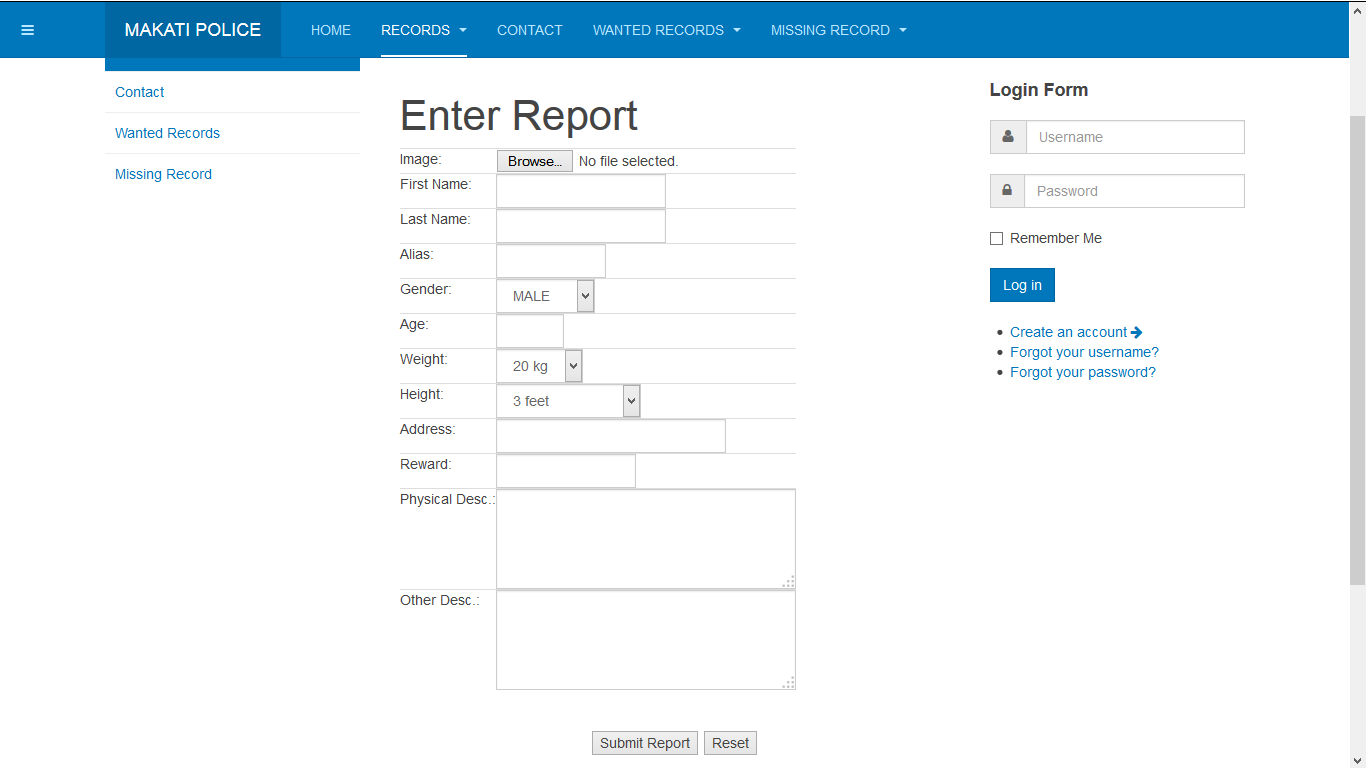 MAKATI POLICE HOME RECORDS CONTACT WANTED RECORDS MISSING RECORD
Contact
Wanted Records
Missing Record
Enter Report
Image: Browse... No file selected.
First Name:
Last Name:
Alias:
Gender: MALE
Age:
Weight: 20 kg
Height: 3 feet
Address:
Reward:
Physical Desc.:
Other Desc.:
Submit Report Reset
Login Form
Username
Password
Remember Me
Log in
Create an account
Forgot your username?
Forgot your password?